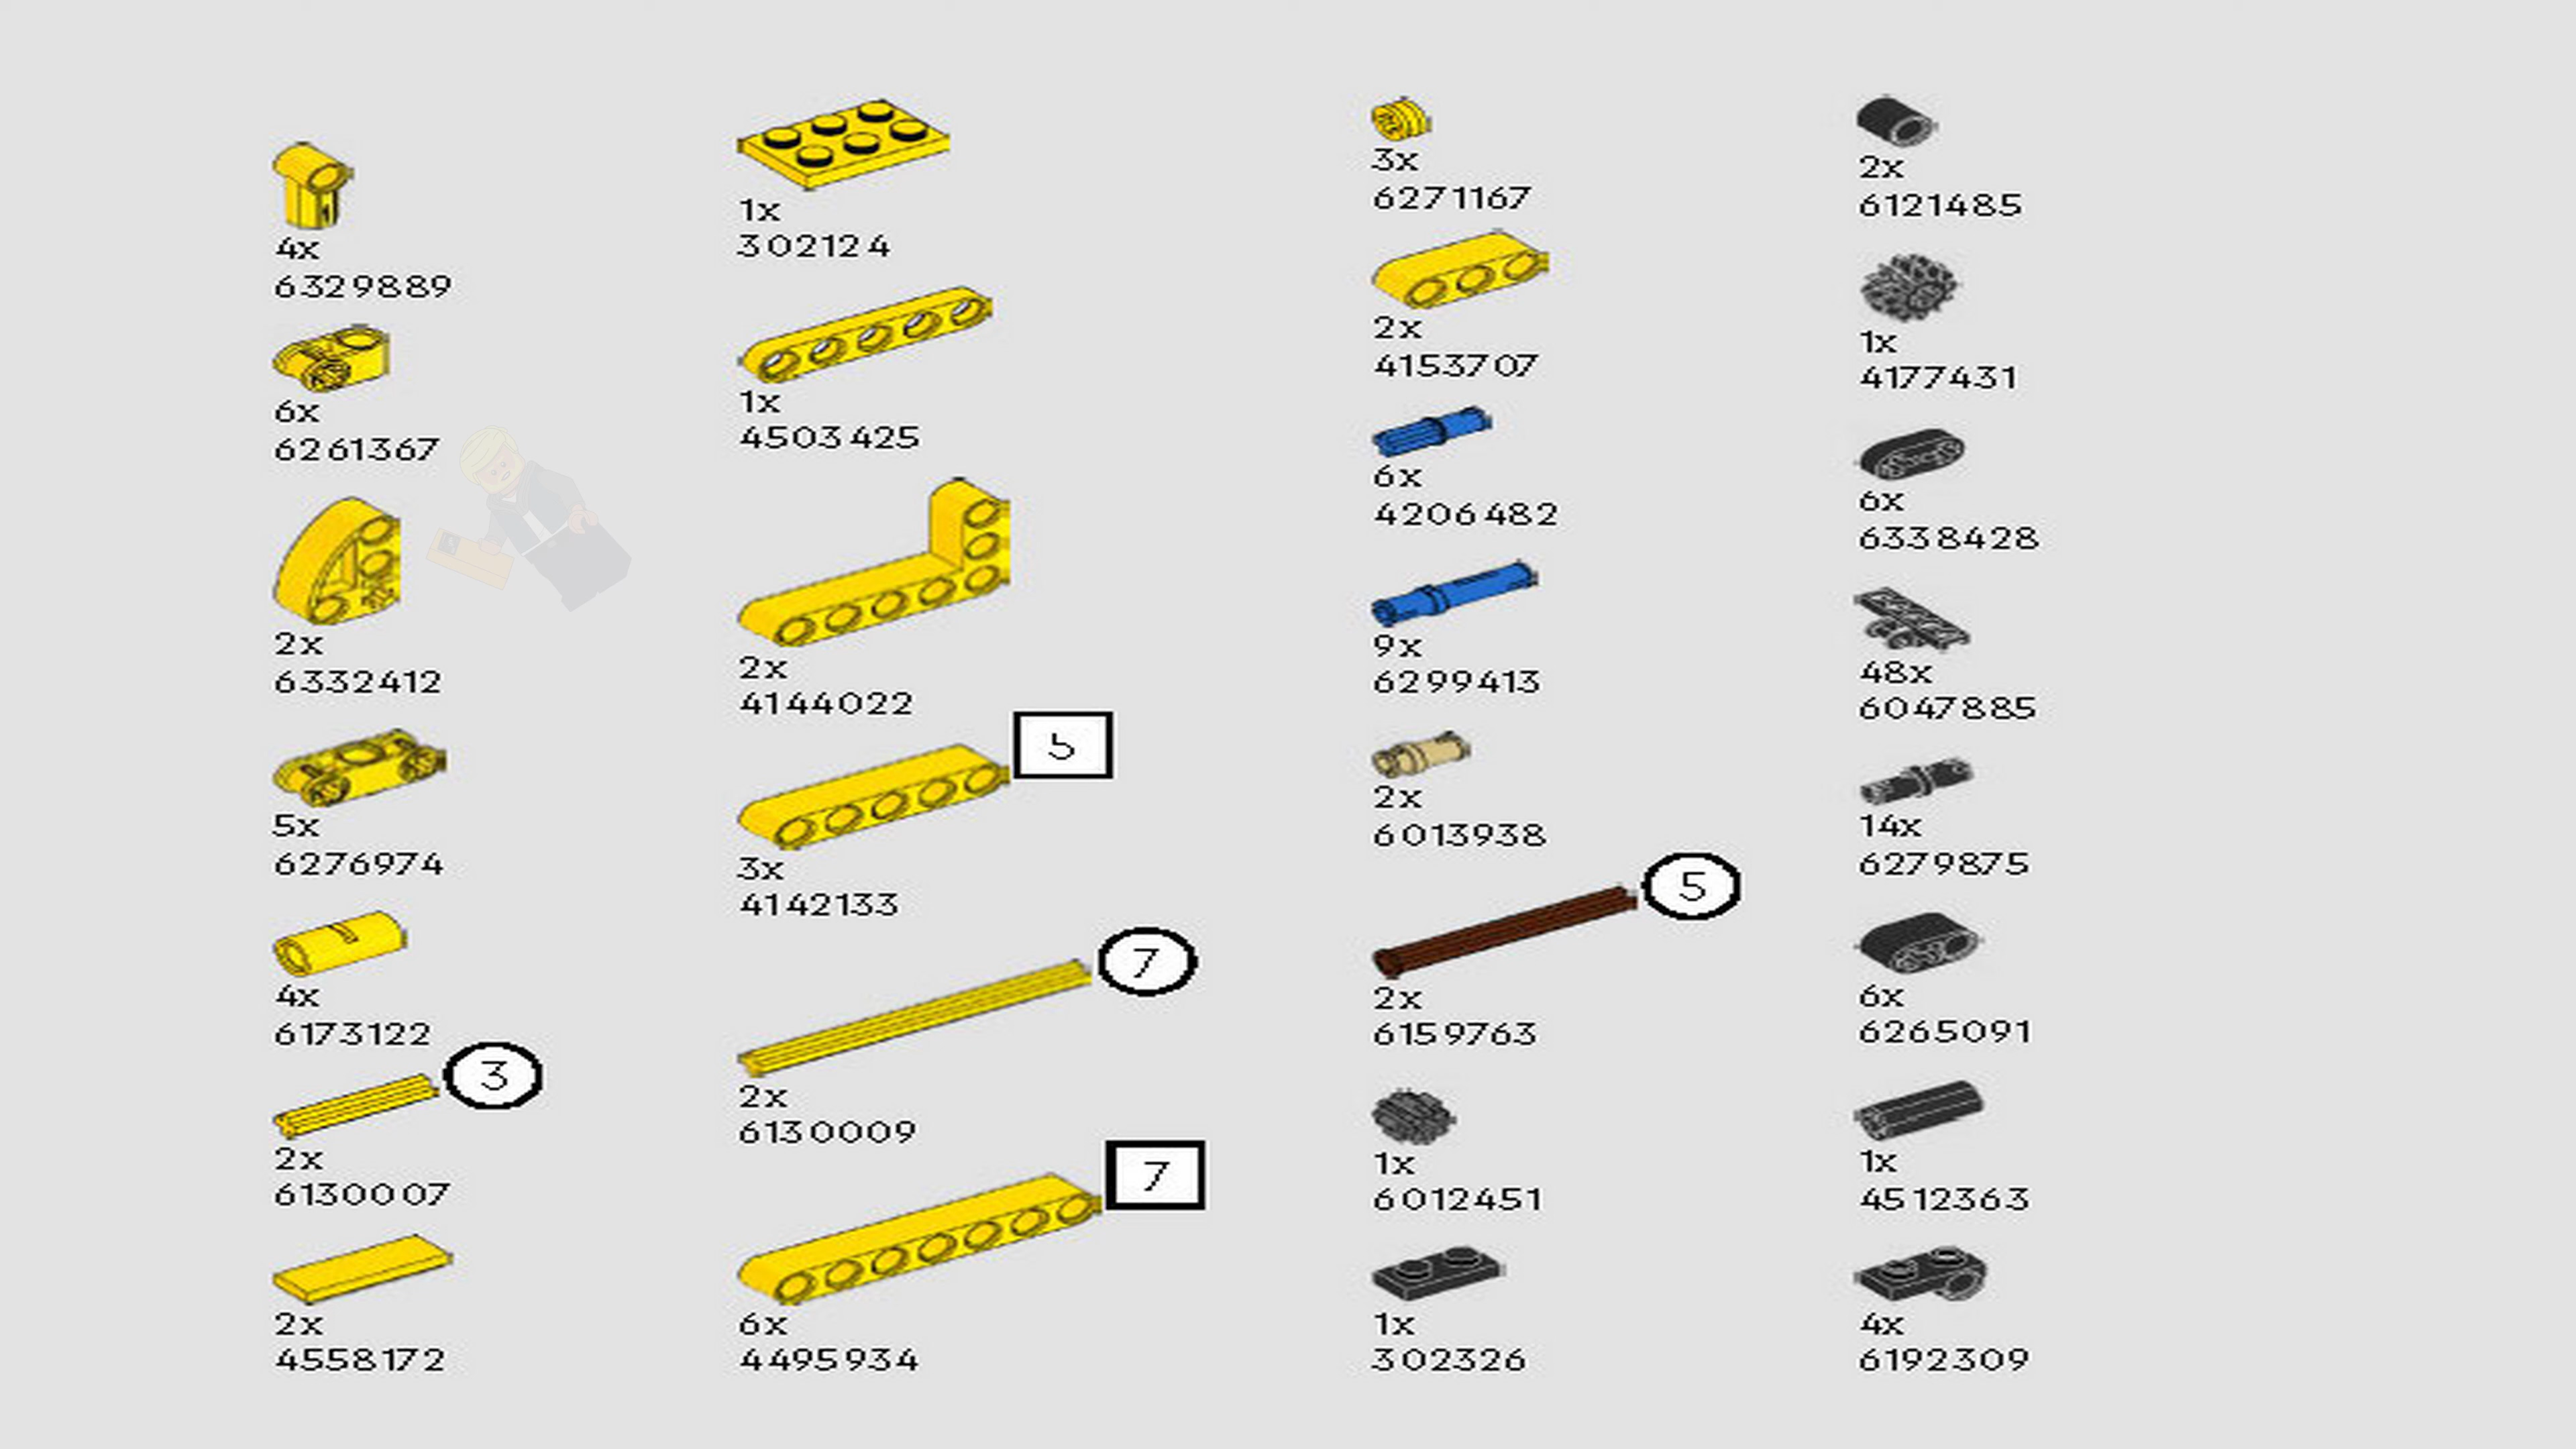 4x
6329889
6x
6261367
2x
6332412
5x
6276974
4x
6173122
3
2x
6130007
2x
4558172
1x
302124
1x
4503425
2x
4144022
5
3x
4142133
7
2x
6130009
7
6x
4495934
3x
6271167
2x
4153707
6x
4206482
9x
6299413
2x
6013938
5
2x
6159763
1x
6012451
1x
302326
2x
6121485
1x
4177431
6x
6338428
48x
6047885
14x
6279875
6x
6265091
1x
4512363
4x
6192309